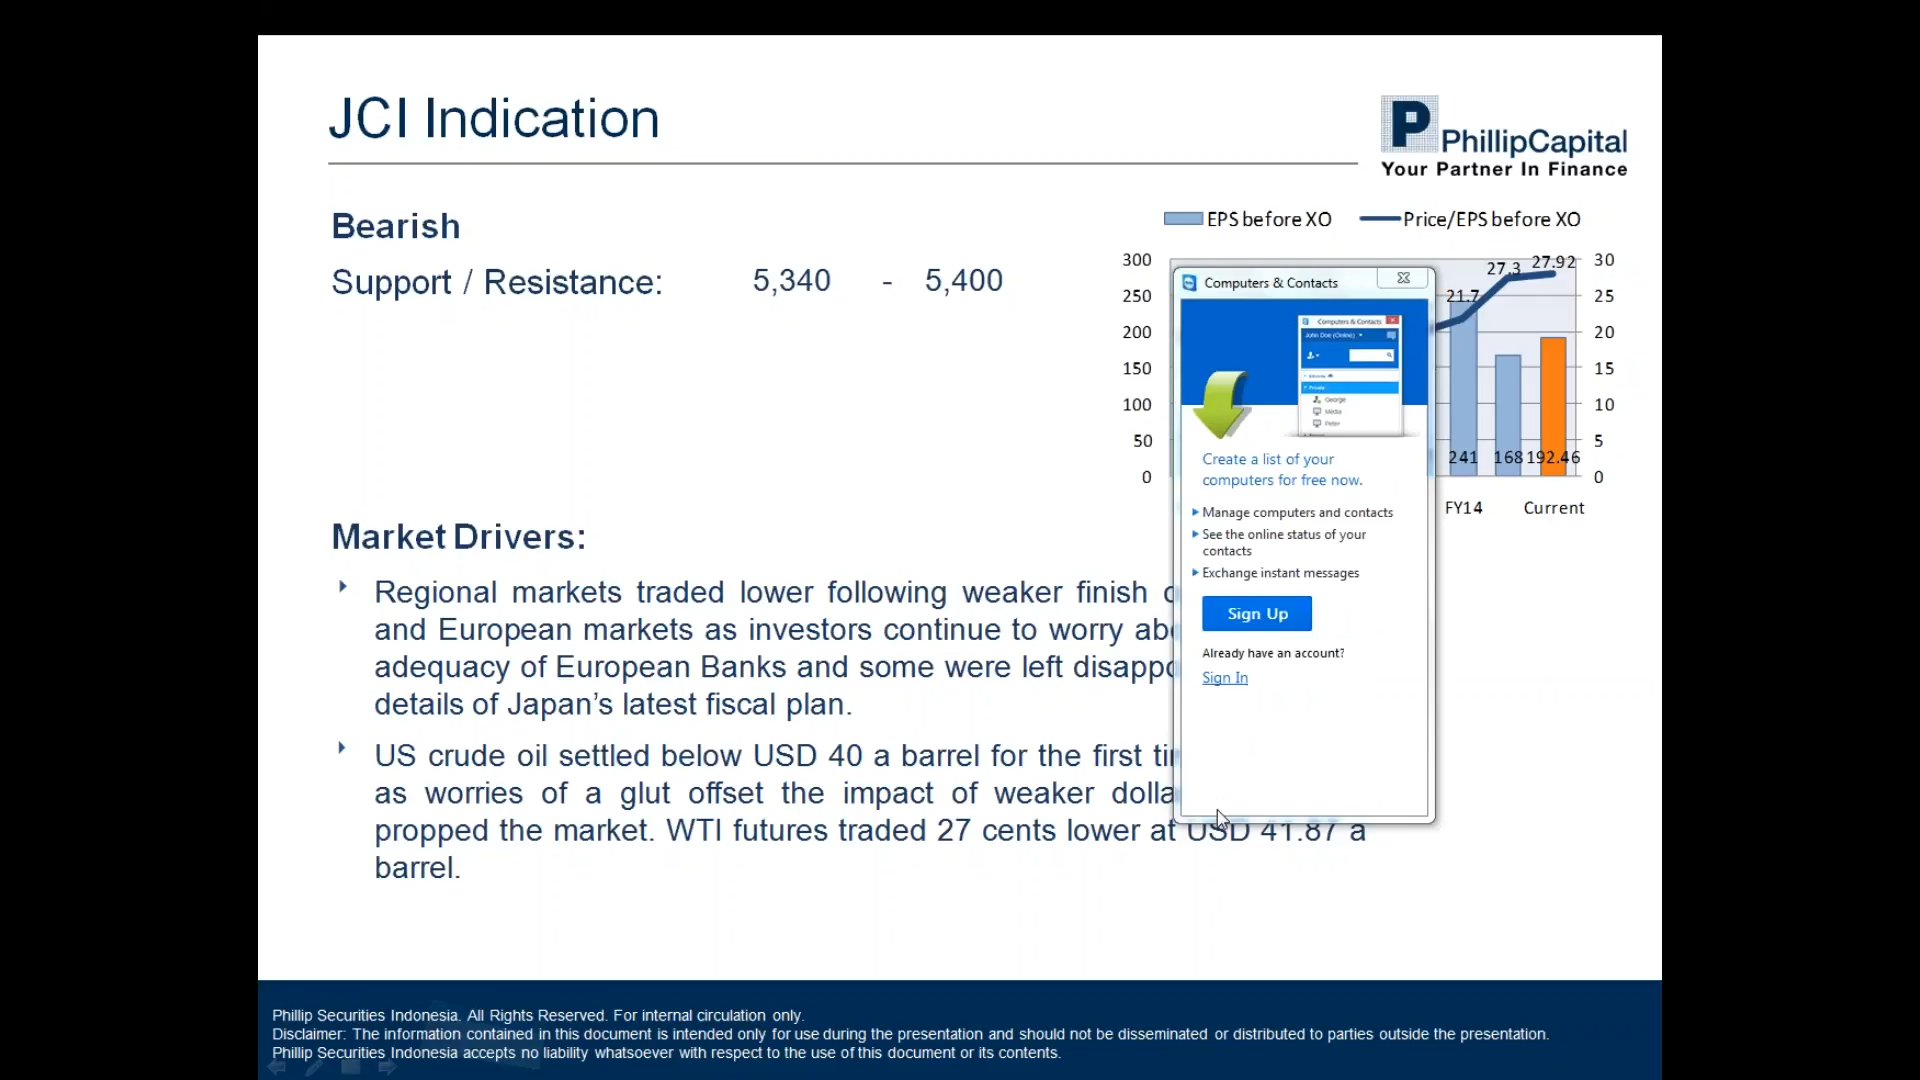 JCI Indication
PhillipCapital
Your Partner In Finance
Bearish
Support / Resistance: 5,340 - 5,400
EPS before XO Price/EPS before XO
300
250
200
150
100
50
0
21.7
27.3
27.92
30
25
20
15
10
5
0
241 168 192.46
FY14 Current
Computers & Contacts
Computers & Contacts
John Doe (Online)
Private
George
Media
Peter
Create a list of your
computers for free now.
Manage computers and contacts
See the online status of your
contacts
Exchange instant messages
Sign Up
Already have an account?
Sign In
Market Drivers:
Regional markets traded lower following weaker finish
and European markets as investors continue to worry
adequacy of European Banks and some were left
details of Japan's latest fiscal plan.
US crude oil settled below USD 40 a barrel for the first
as worries of a glut offset the impact of weaker
propped the market. WTI futures traded 27 cents lower at USD 41.87 a
barrel.
Phillip Securities Indonesia. All Rights Reserved. For internal circulation only.
Disclaimer: The information contained in this document is intended only for use during the presentation and should not be disseminated or distributed to parties outside the presentation.
Phillip Securities Indonesia accepts no liability whatsoever with respect to the use of this document or its contents.